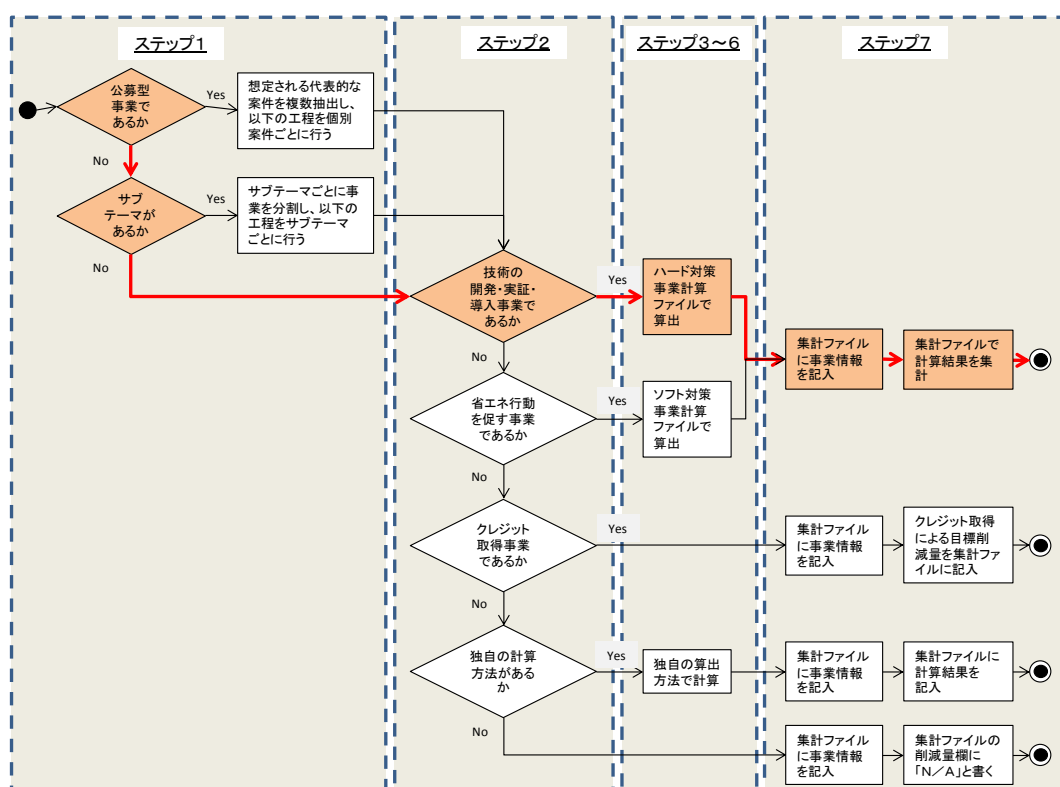 ステップ1
ステップ2
ステップ3～6
ステップ7
公募型
事業で
あるか
Yes
想定される代表的な
案件を複数抽出し、
以下の工程を個別
案件ごとに行う
No
サブ
テーマが
あるか
Yes
サブテーマごとに事
業を分割し、以下の
工程をサブテーマ
ごとに行う
No
技術の
開発・実証・
導入事業で
あるか
Yes
ハード対策
事業計算
ファイルで
算出
集計ファイル
に事業情報
を記入
集計ファイルで
計算結果を集
計
No
省エネ行動
を促す事業
であるか
Yes
ソフト対策
事業計算
ファイルで
算出
No
クレジット
取得事業
であるか
Yes
集計ファイル
に事業情報
を記入
クレジット取得
による目標削
減量を集計ファ
イルに記入
No
独自の計算
方法がある
か
Yes
独自の算出
方法で計算
集計ファイル
に事業情報
を記入
集計ファイルに
計算結果を
記入
No
集計ファイル
に事業情報
を記入
集計ファイルの
削減量欄に
「N／A」と書く